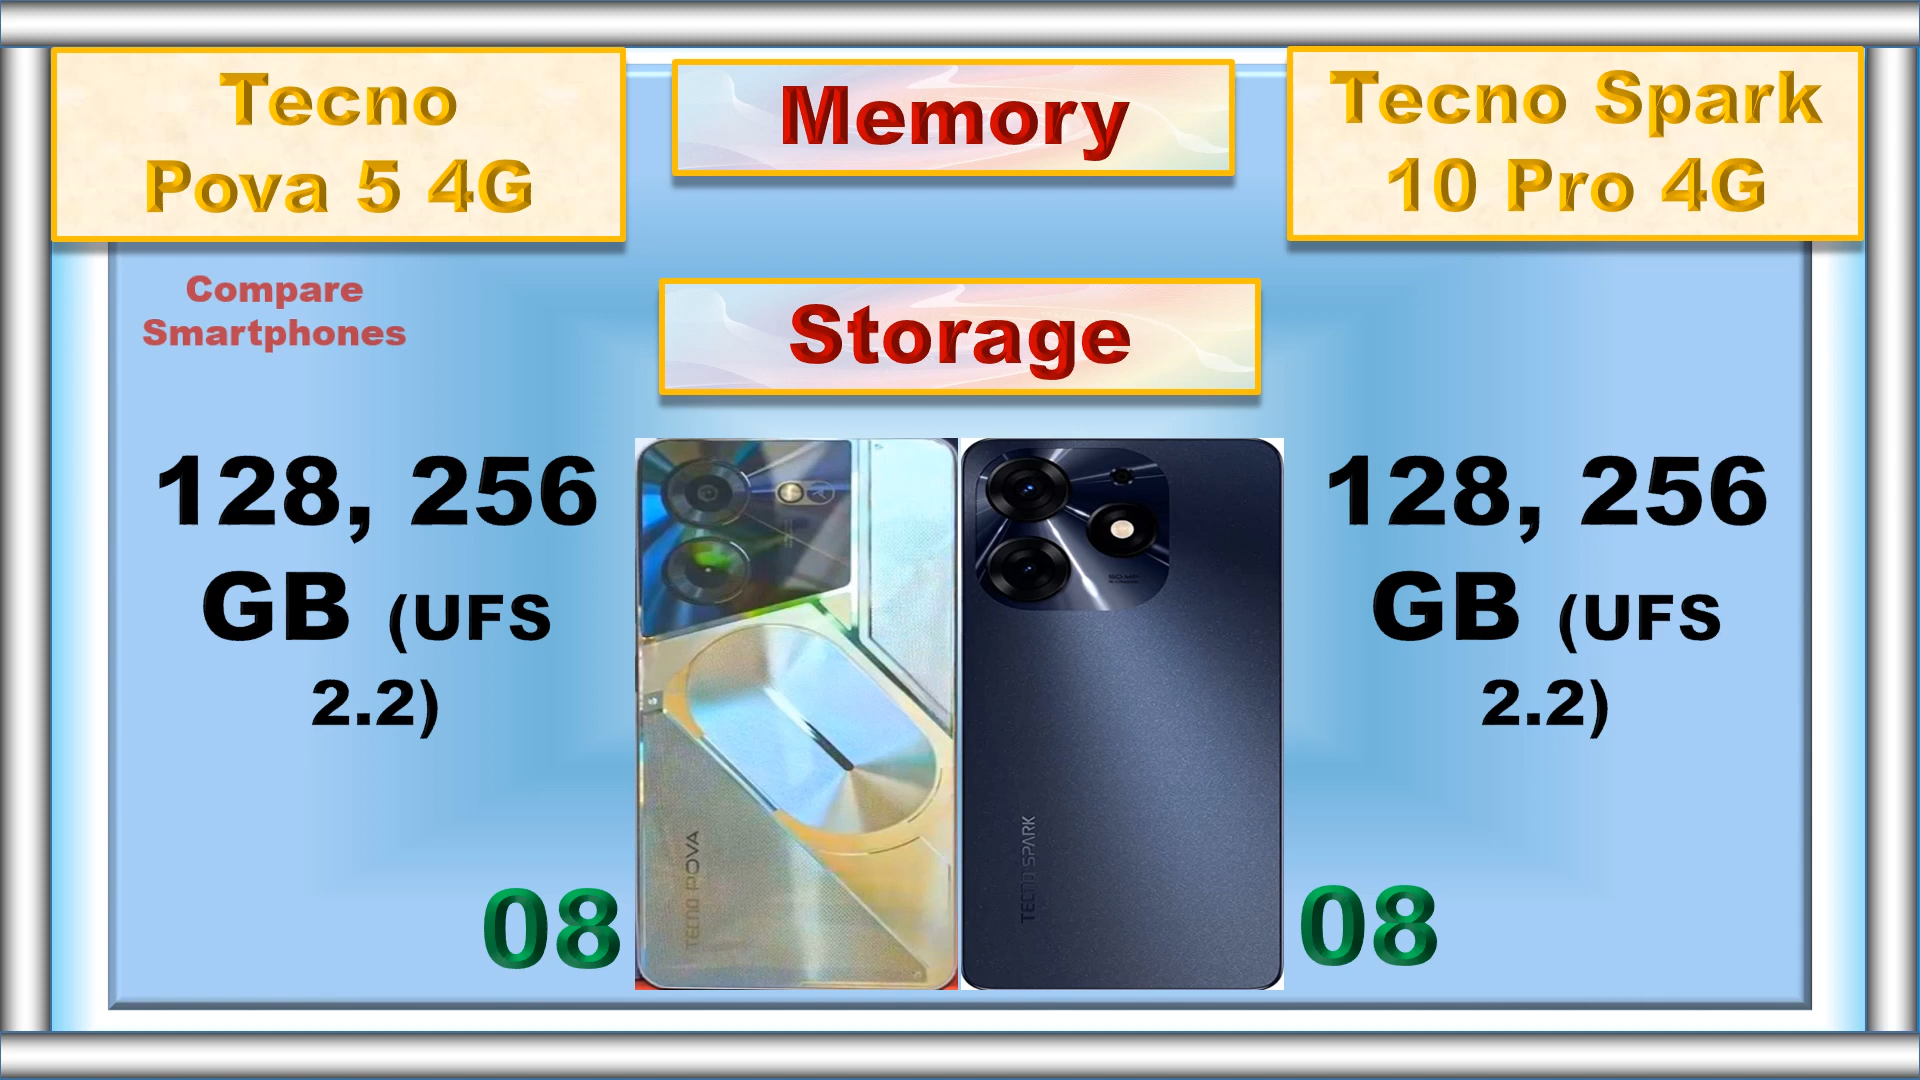 Tecno
Pova 5 4G
Memory
Tecno Spark
10 Pro 4G
Compare
Smartphones
Storage
128, 256
GB (UFS
2.2)
128, 256
GB (UFS
2.2)
TECNO POVA
TECNO SPARK
08
08